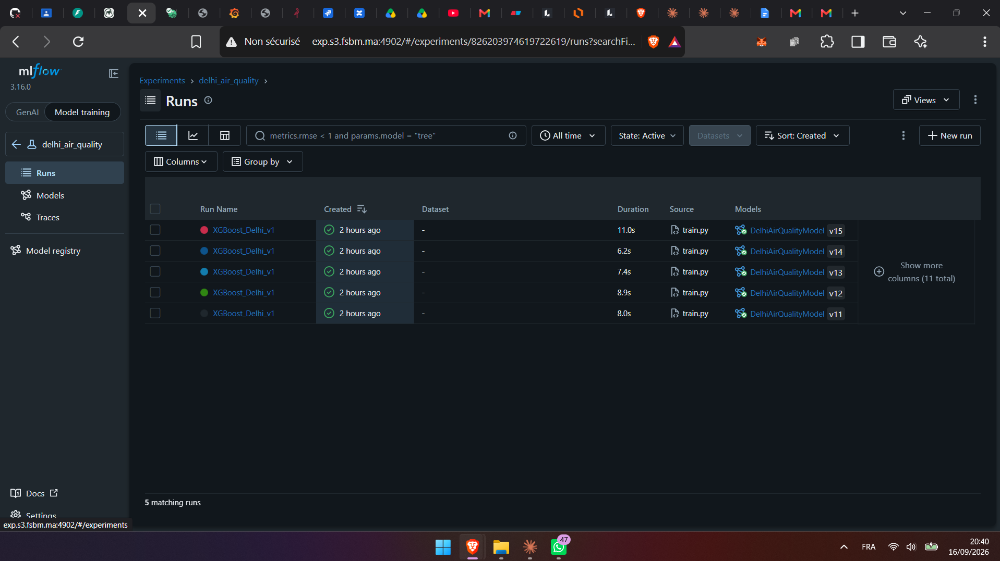 Non sécurisé exp.s3.fsbm.ma:4902/#/experiments/826203974619722619/runs?searchFi...
mlflow
3.16.0
GenAI Model training
delhi_air_quality
Runs
Models
Traces
Model registry
Docs
Settings
exp.s3.fsbm.ma:4902/#/experiments
Experiments › delhi_air_quality ›
Runs
Views
metrics.rmse < 1 and params.model = "tree"
All time
State: Active
Datasets
Sort: Created
New run
Columns
Group by
Run Name Created Dataset Duration Source Models
XGBoost_Delhi_v1 2 hours ago - 11.0s train.py DelhiAirQualityModel v15
XGBoost_Delhi_v1 2 hours ago - 6.2s train.py DelhiAirQualityModel v14
XGBoost_Delhi_v1 2 hours ago - 7.4s train.py DelhiAirQualityModel v13
XGBoost_Delhi_v1 2 hours ago - 8.9s train.py DelhiAirQualityModel v12
XGBoost_Delhi_v1 2 hours ago - 8.0s train.py DelhiAirQualityModel v11
Show more
columns (11 total)
5 matching runs
47
FRA
20:40
16/09/2026